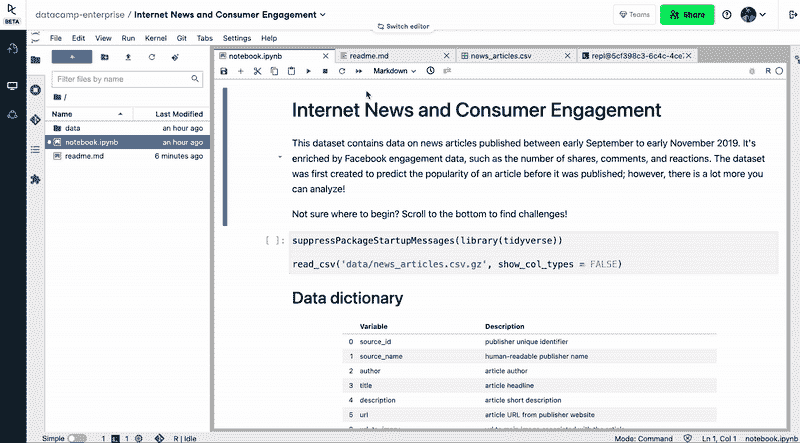 datacamp-enterprise / Internet News and Consumer Engagement
Teams
Share
BETA
Switch editor
File Edit View Run Kernel Git Tabs Settings Help
notebook.ipynb
readme.md
news_articles.csv
Filter files by name
Markdown
R
/
Name
Last Modified
data
an hour ago
notebook.ipynb
an hour ago
readme.md
6 minutes ago
Internet News and Consumer Engagement
This dataset contains data on news articles published between early September to early November 2019. It's
enriched by Facebook engagement data, such as the number of shares, comments, and reactions. The dataset
was first created to predict the popularity of an article before it was published; however, there is a lot more you
can analyze!
Not sure where to begin? Scroll to the bottom to find challenges!
[ ]: suppressPackageStartupMessages(library(tidyverse))
read_csv('data/news_articles.csv.gz', show_col_types = FALSE)
Data dictionary
Variable Description
0 source_id publisher unique identifier
1 source_name human-readable publisher name
2 author article author
3 title article headline
4 description article short description
5 url article URL from publisher website
Simple
1
1
R | Idle
Mode: Command
Ln 1, Col 1
notebook.ipynb